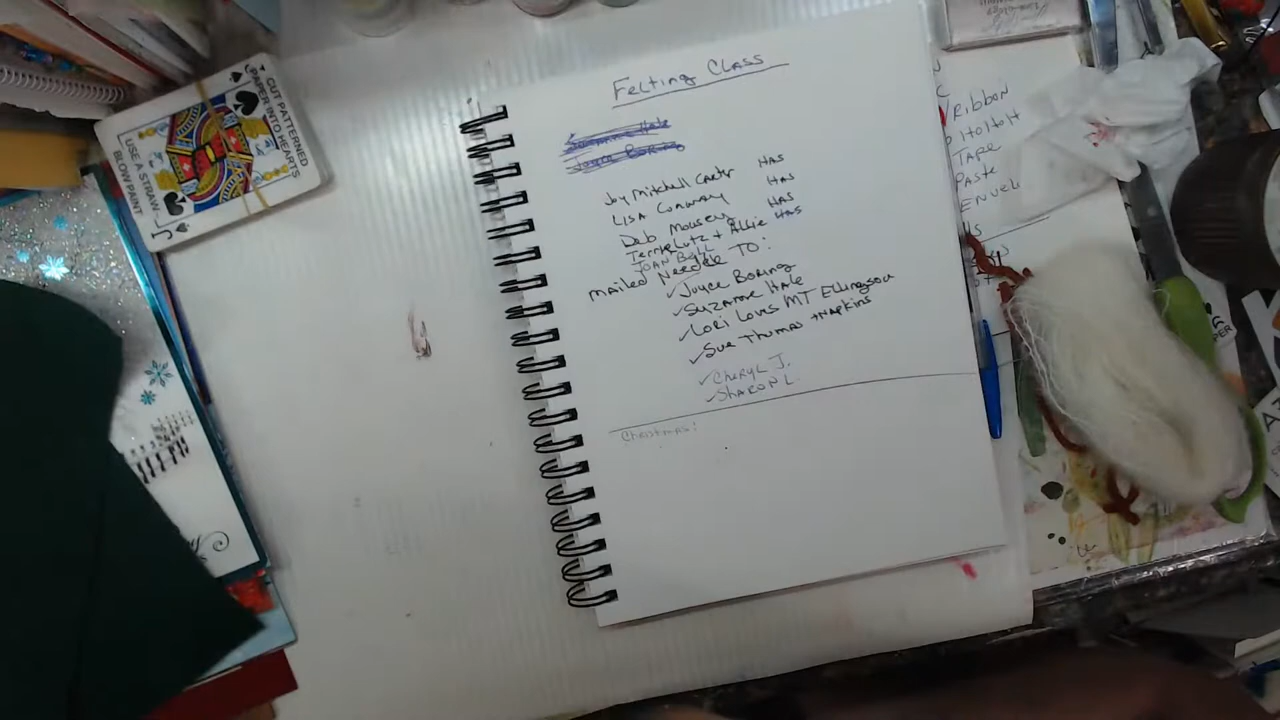 Felting Class
Joy Mitchell Carter Has
Lisa Conway Has
Deb Mousey Has
Terri Lutz + Allie Has
Joan Bull
mailed Needle To:
✓Joyce Boring
✓Suzanne Hale
✓Lori Loves MT Ellingson
✓Sue Thomas + Napkins
✓Cheryl J.
✓Sharon L.
Christmas:
J
USE A STRAW
BLOW PAINT
CUT PATTERNED
PAPER INTO HEARTS
/Ribbon
Tape
Paste